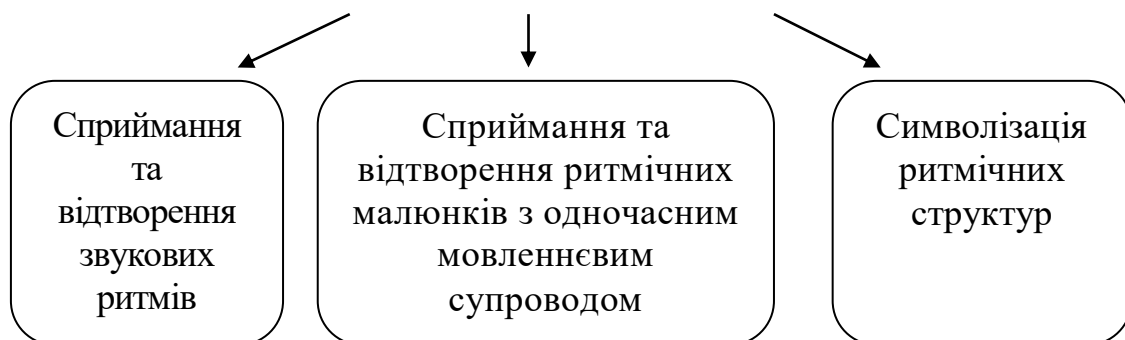 Сприймання
та
відтворення
звукових
ритмів
Сприймання та
відтворення ритмічних
малюнків з одночасним
мовленнєвим
супроводом
Символізація
ритмічних
структур